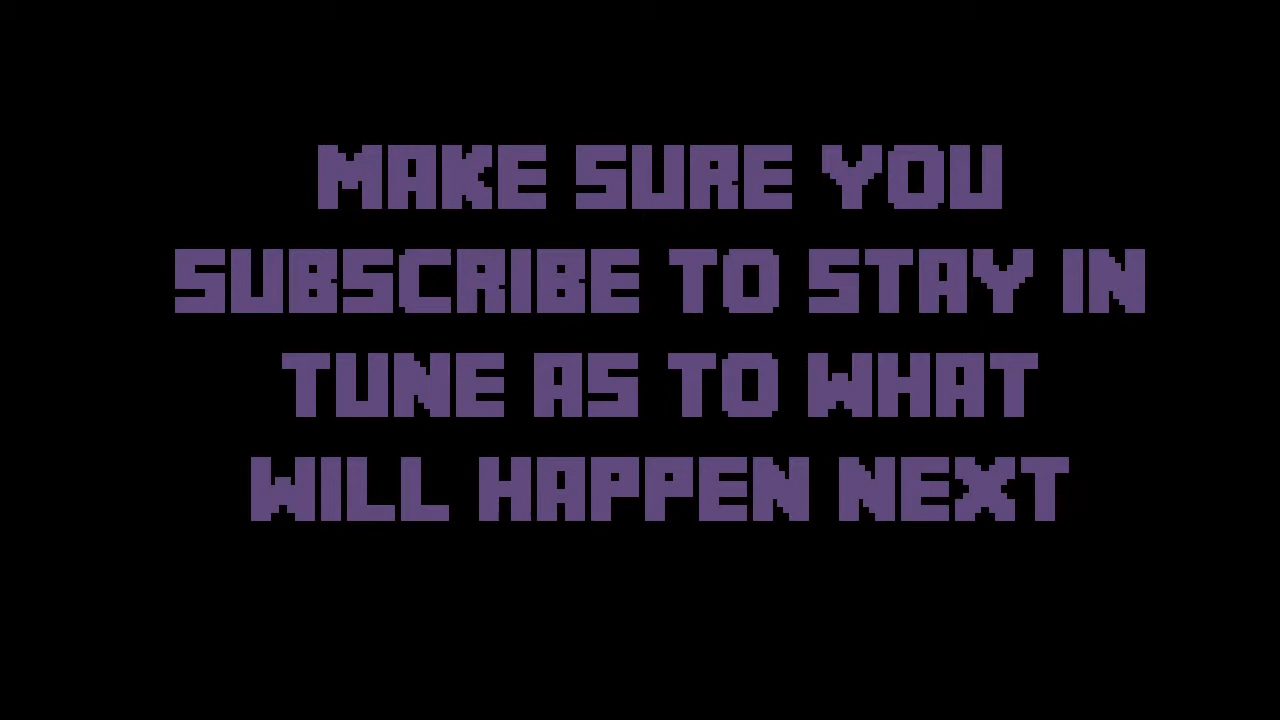 MAKE SURE YOU
SUBSCRIBE TO STAY IN
TUNE AS TO WHAT
WILL HAPPEN NEXT